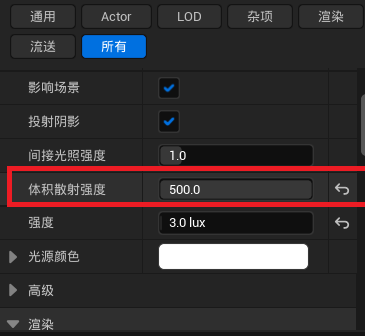 通用 Actor LOD 杂项 渲染
流送 所有
影响场景
投射阴影
间接光照强度 1.0
体积散射强度 500.0
强度 3.0 lux
光源颜色
高级
渲染